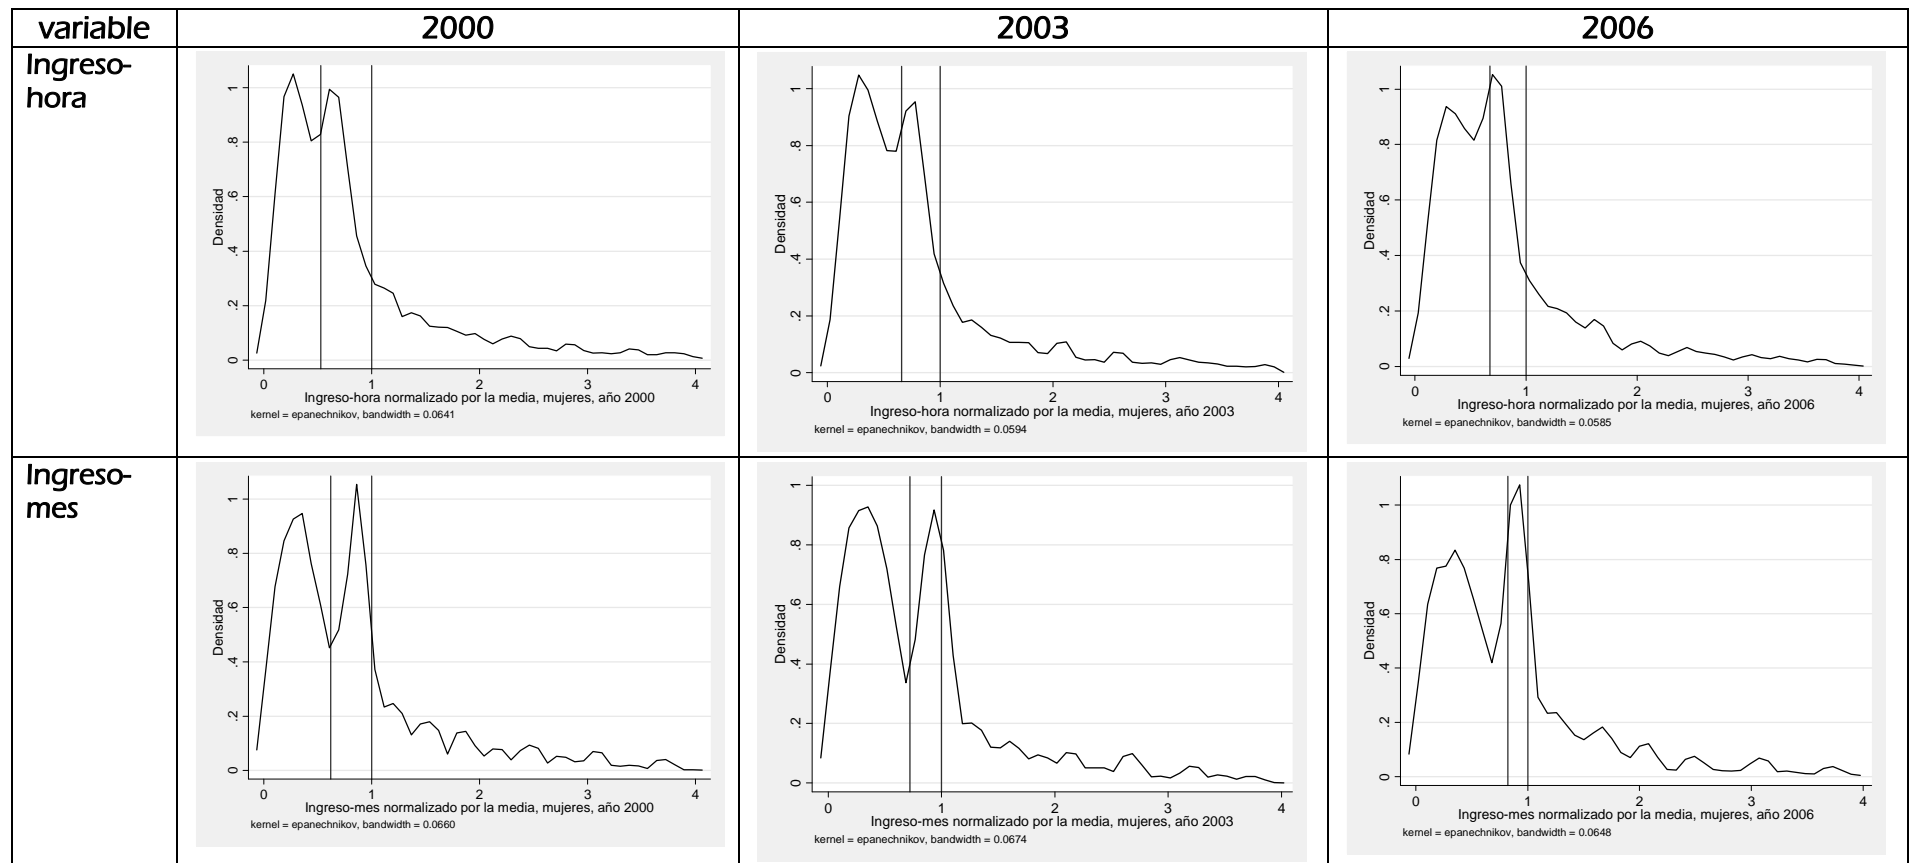 variable 2000 2003 2006
Ingreso-
hora
Densidad
0 .2 .4 .6 .8 1
0 1 2 3 4
Ingreso-hora normalizado por la media, mujeres, año 2000
kernel = epanechnikov, bandwidth = 0.0641
Densidad
0 .2 .4 .6 .8 1
0 1 2 3 4
Ingreso-hora normalizado por la media, mujeres, año 2003
kernel = epanechnikov, bandwidth = 0.0594
Densidad
0 .2 .4 .6 .8 1
0 1 2 3 4
Ingreso-hora normalizado por la media, mujeres, año 2006
kernel = epanechnikov, bandwidth = 0.0585
Ingreso-
mes
Densidad
0 .2 .4 .6 .8 1
0 1 2 3 4
Ingreso-mes normalizado por la media, mujeres, año 2000
kernel = epanechnikov, bandwidth = 0.0660
Densidad
0 .2 .4 .6 .8 1
0 1 2 3 4
Ingreso-mes normalizado por la media, mujeres, año 2003
kernel = epanechnikov, bandwidth = 0.0674
Densidad
0 .2 .4 .6 .8 1
0 1 2 3 4
Ingreso-mes normalizado por la media, mujeres, año 2006
kernel = epanechnikov, bandwidth = 0.0648